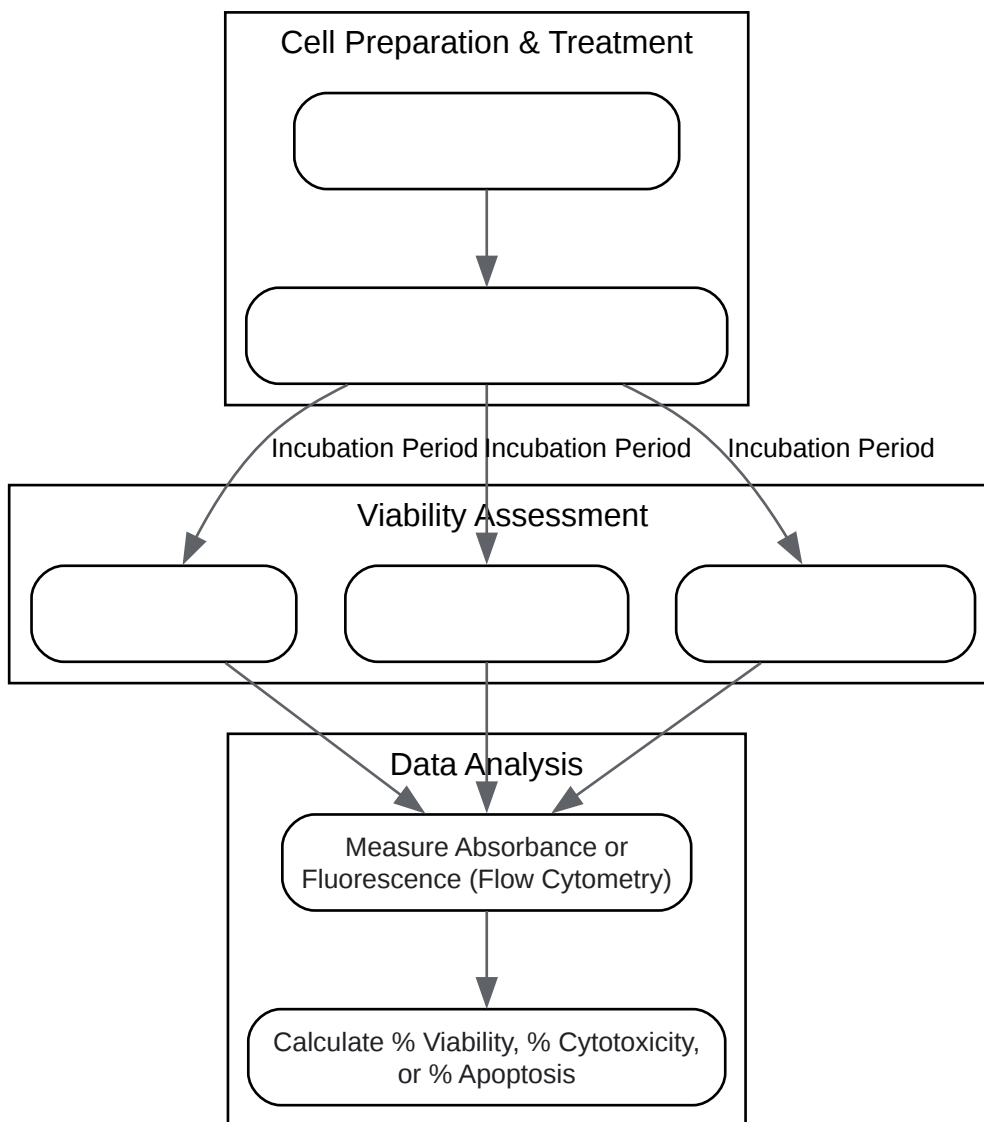 Cell Preparation & Treatment
Incubation Period
Incubation Period
Incubation Period
Viability Assessment
Data Analysis
Measure Absorbance or
Fluorescence (Flow Cytometry)
Calculate % Viability, % Cytotoxicity,
or % Apoptosis